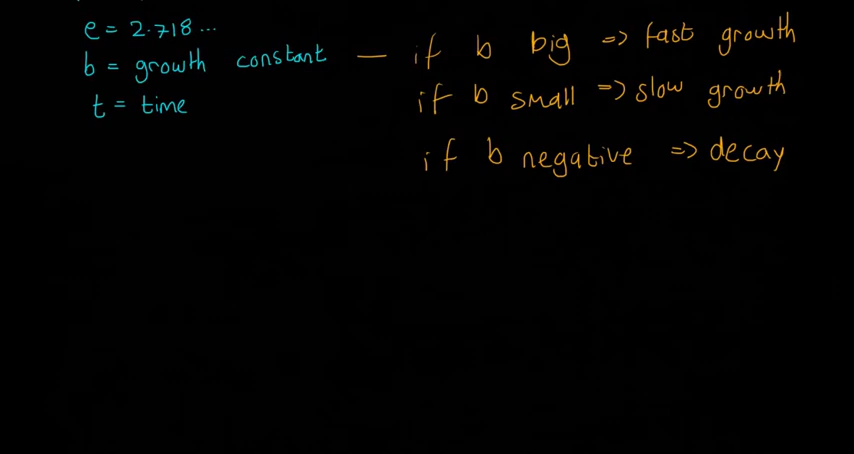 e = 2.718...
b = growth constant — if b big => fast growth
if b small => slow growth
t = time
if b negative => decay